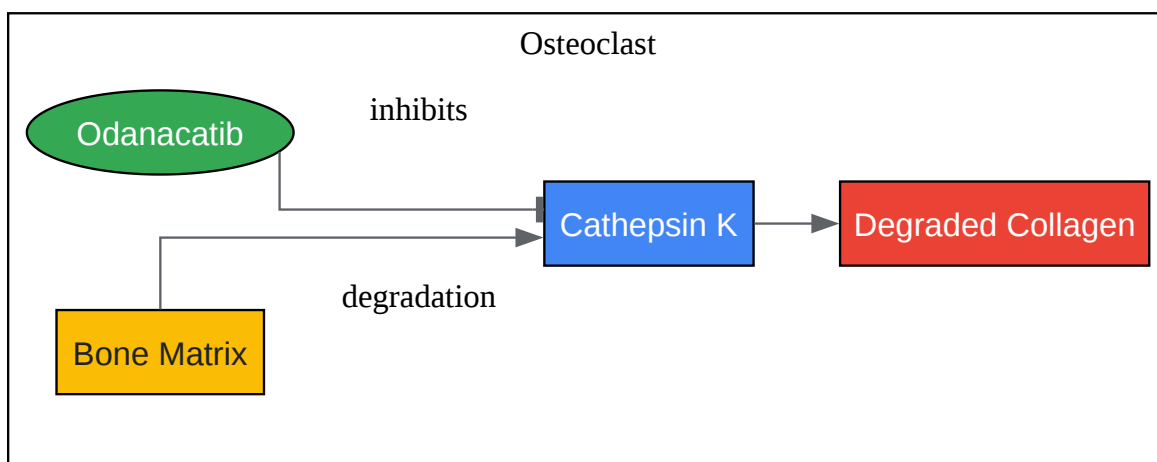 Osteoclast
inhibits
Odanacatib
Cathepsin K
Degraded Collagen
degradation
Bone Matrix